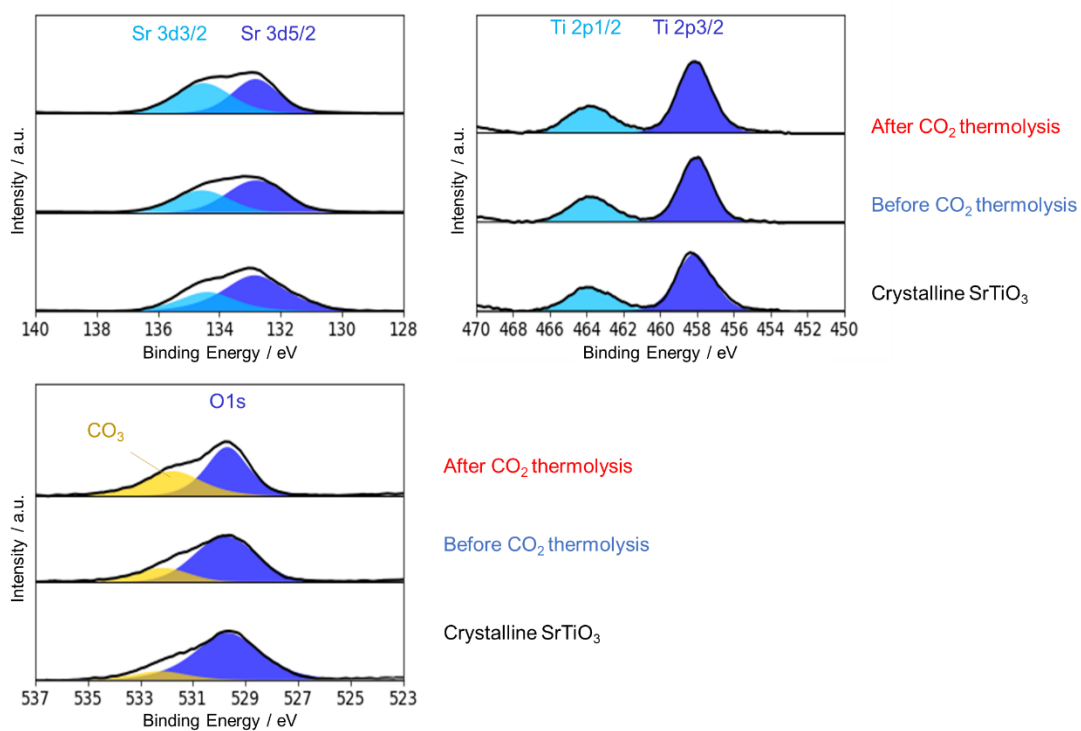 Sr 3d3/2 Sr 3d5/2
Intensity / a.u.
140 138 136 134 132 130 128
Binding Energy / eV
Ti 2p1/2 Ti 2p3/2
Intensity / a.u.
470 468 466 464 462 460 458 456 454 452 450
Binding Energy / eV
After CO₂ thermolysis
Before CO₂ thermolysis
Crystalline SrTiO₃
O1s
CO₃
Intensity / a.u.
537 535 533 531 529 527 525 523
Binding Energy / eV
After CO₂ thermolysis
Before CO₂ thermolysis
Crystalline SrTiO₃